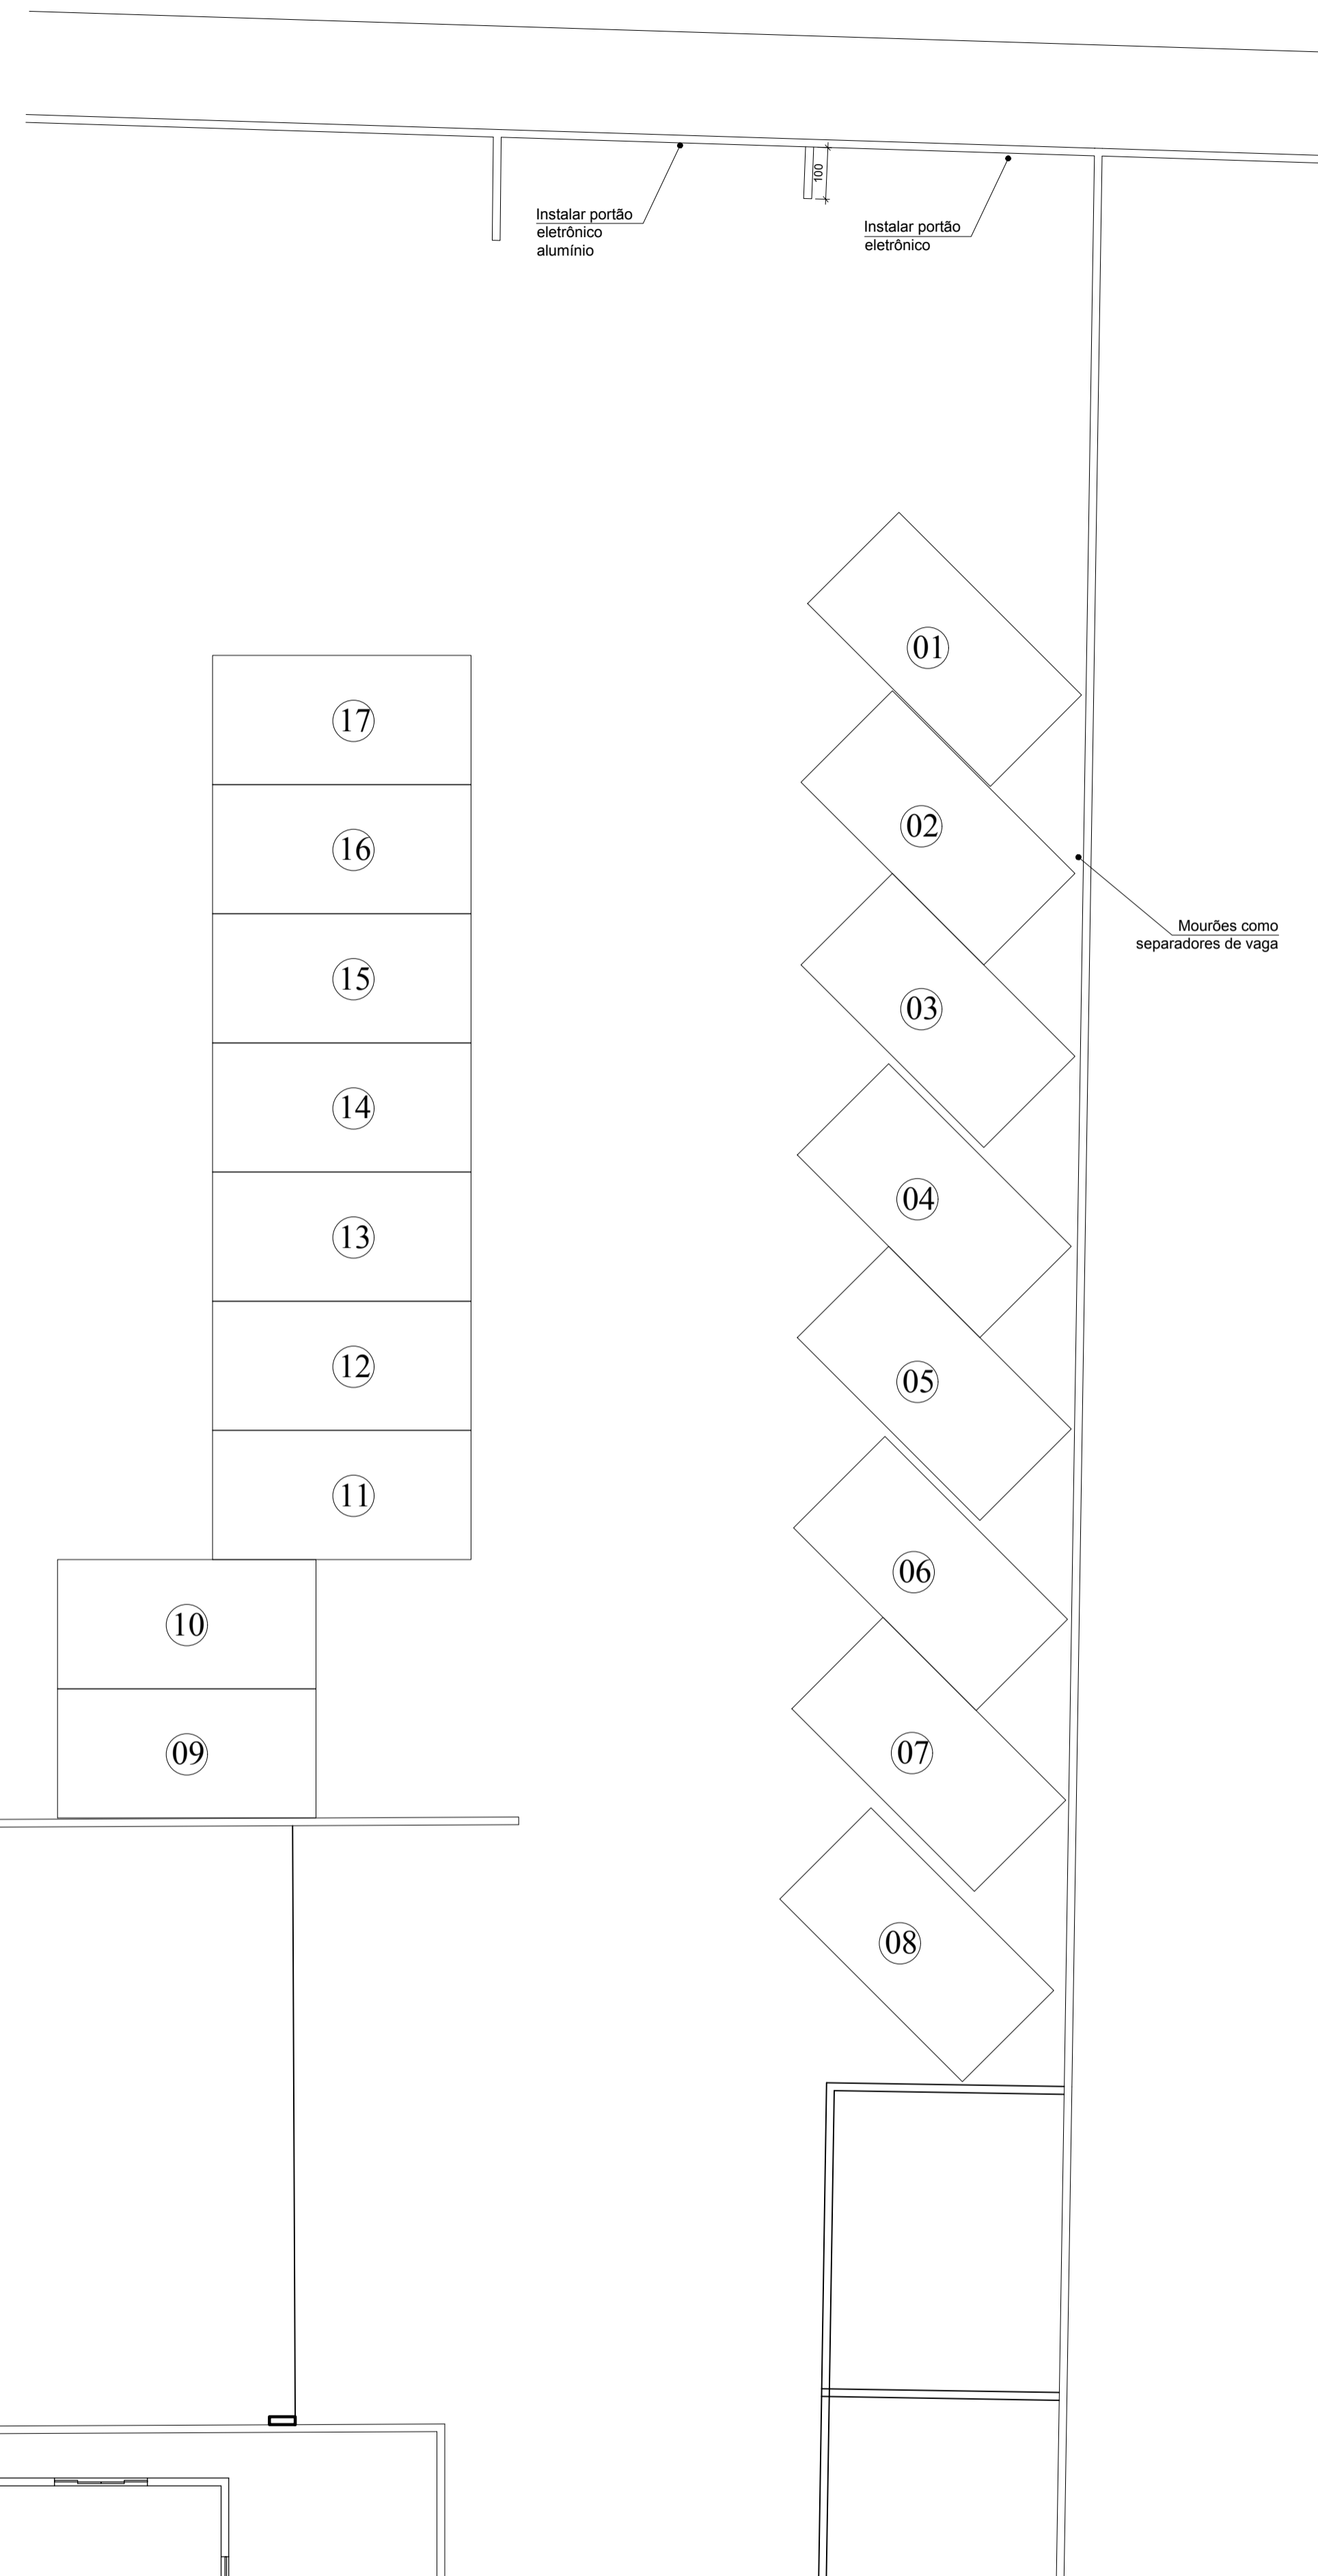 100
Instalar portão
eletrônico
alumínio
Instalar portão
eletrônico
01
17
02
16
Mourões como
separadores de vaga
15
03
14
04
13
12
05
11
06
10
07
09
08